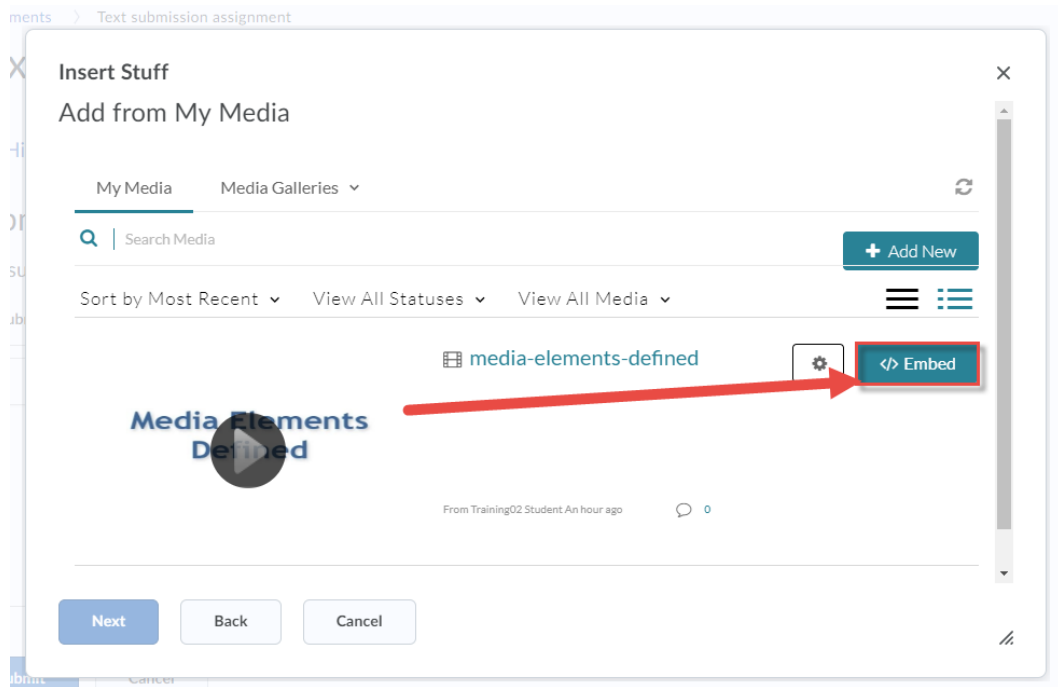 ments > Text submission assignment
Insert Stuff
Add from My Media
My Media Media Galleries
Search Media
+ Add New
Sort by Most Recent View All Statuses View All Media
media-elements-defined
</> Embed
Media Elements
Defined
From Training02 Student An hour ago 0
Next Back Cancel
Cancel